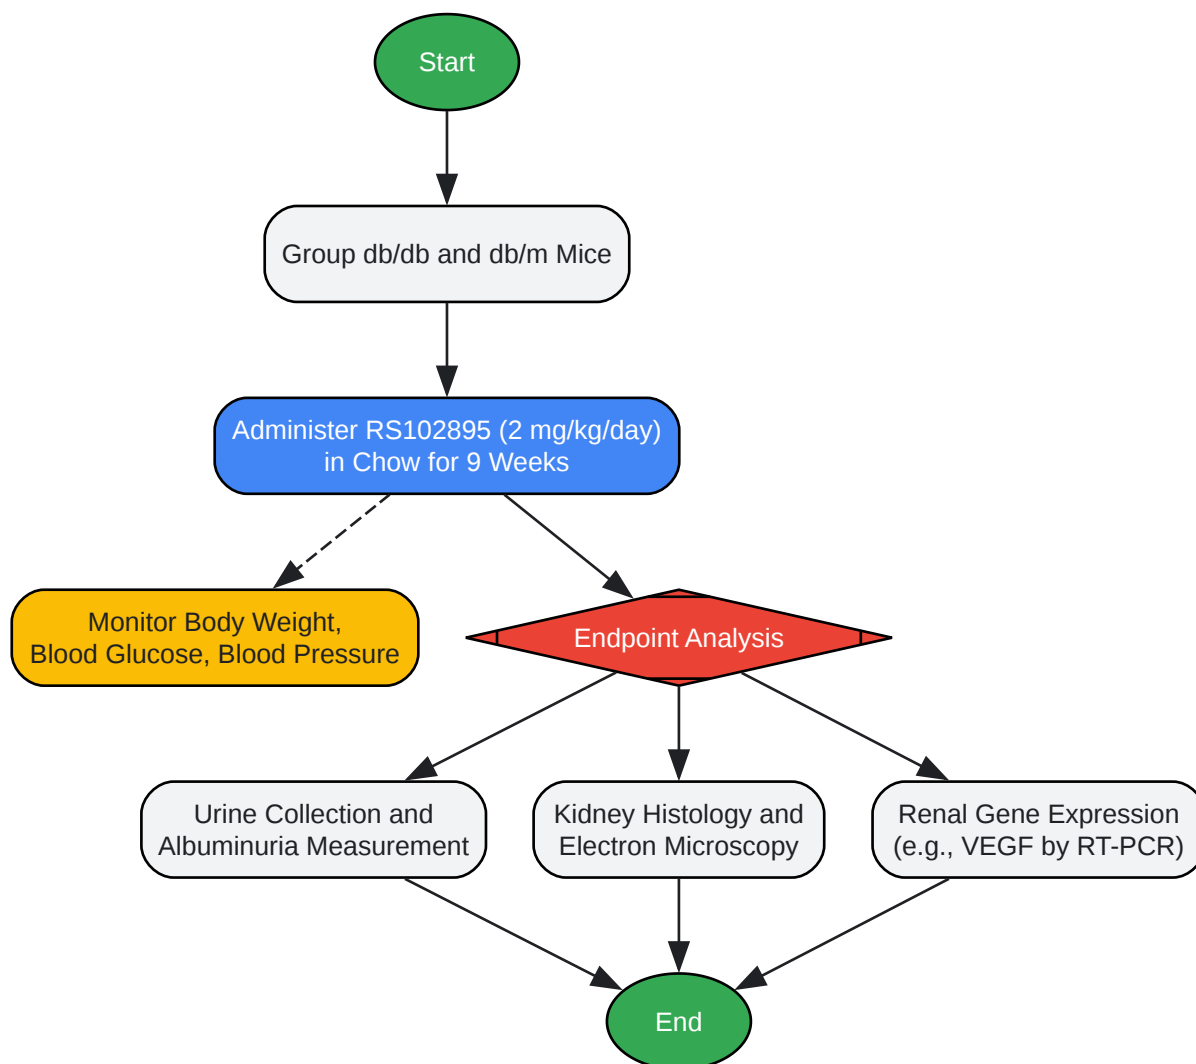 Start
Group db/db and db/m Mice
Administer RS102895 (2 mg/kg/day)
in Chow for 9 Weeks
Monitor Body Weight,
Blood Glucose, Blood Pressure
Endpoint Analysis
Urine Collection and
Albuminuria Measurement
Kidney Histology and
Electron Microscopy
Renal Gene Expression
(e.g., VEGF by RT-PCR)
End